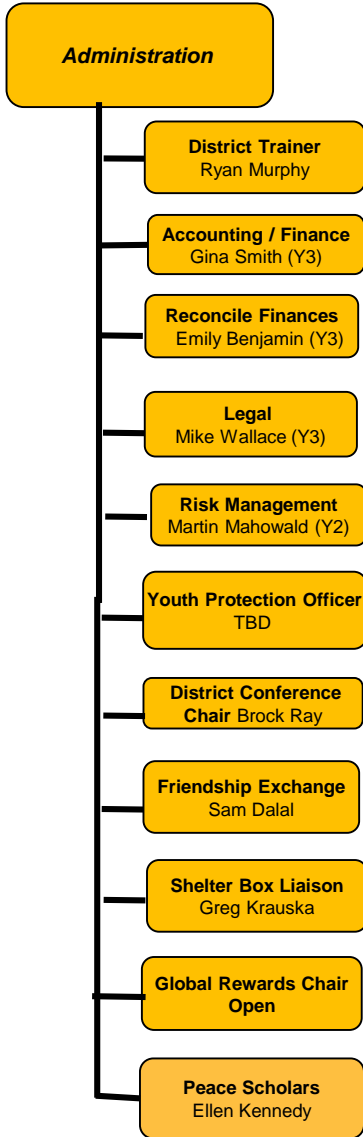 Administration
District Trainer
Ryan Murphy
Accounting / Finance
Gina Smith (Y3)
Reconcile Finances
Emily Benjamin (Y3)
Legal
Mike Wallace (Y3)
Risk Management
Martin Mahowald (Y2)
Youth Protection Officer
TBD
District Conference
Chair Brock Ray
Friendship Exchange
Sam Dalal
Shelter Box Liaison
Greg Krauska
Global Rewards Chair
Open
Peace Scholars
Ellen Kennedy